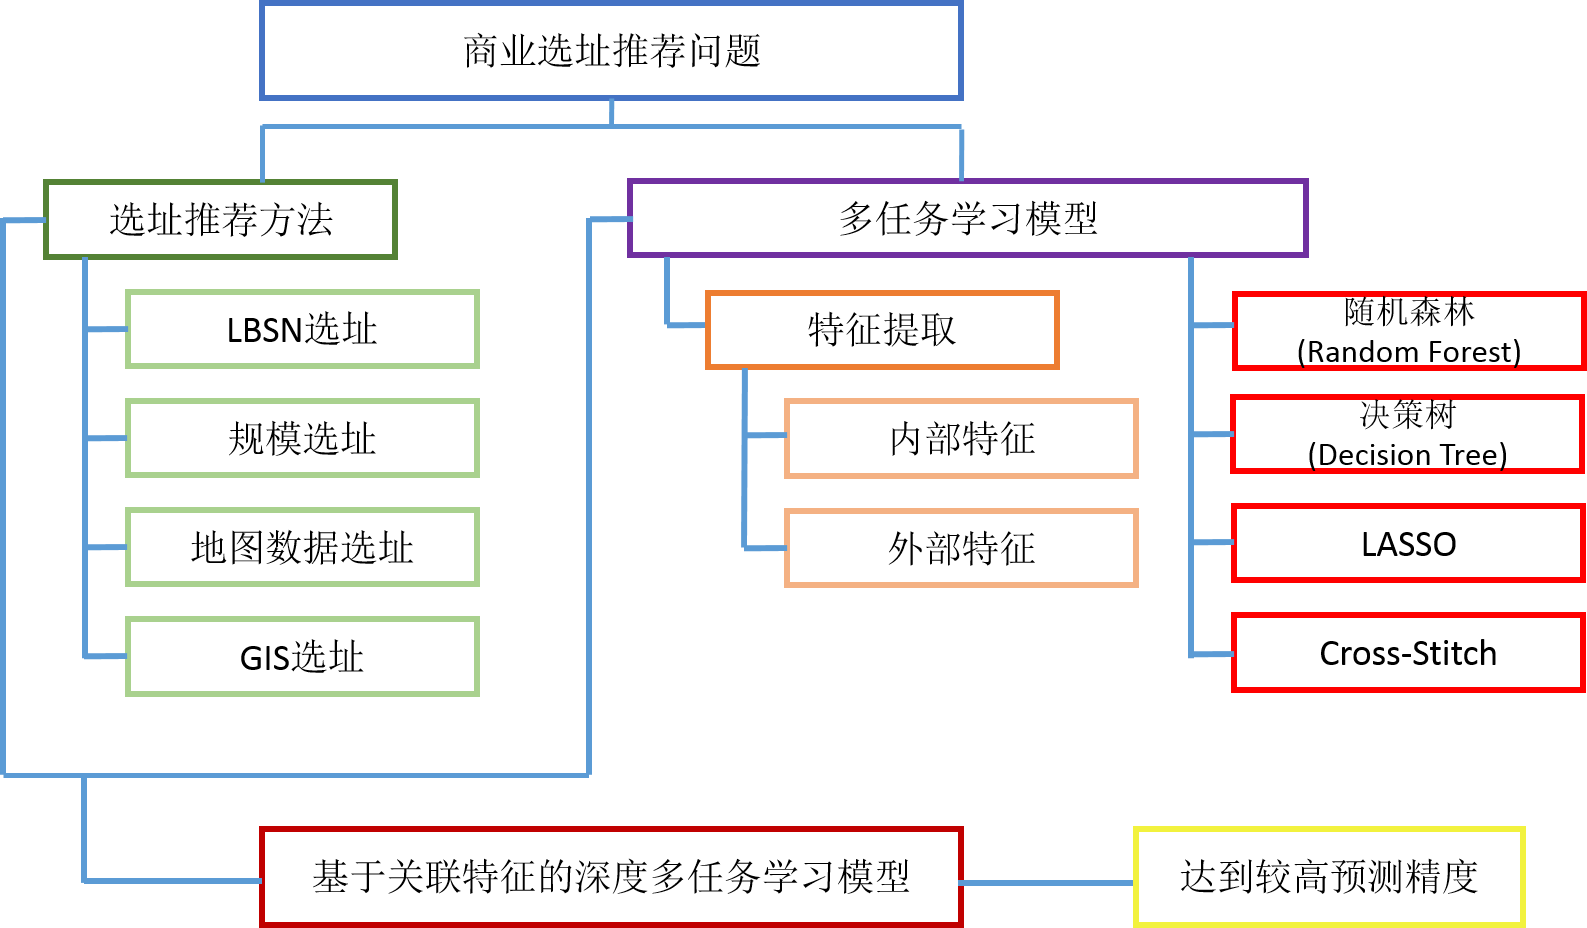 商业选址推荐问题
选址推荐方法
多任务学习模型
LBSN选址
规模选址
地图数据选址
GIS选址
特征提取
内部特征
外部特征
随机森林
(Random Forest)
决策树
(Decision Tree)
LASSO
Cross-Stitch
基于关联特征的深度多任务学习模型
达到较高预测精度